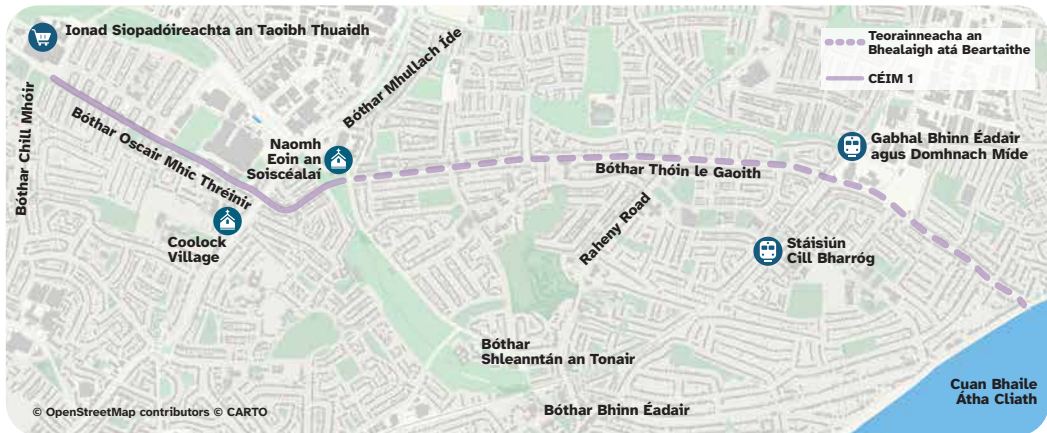 Ionad Siopadóireachta an Taoibh Thuaidh
Teorainneacha an
Bhealaigh atá Beartaithe
CÉIM 1
Bóthar Mhullach Íde
Bóthar Chill Mhóir
Bóthar Oscair Mhic Thréinir
Naomh
Eoin an
Soiscéalaí
Gabhal Bhinn Éadair
agus Domhnach Míde
Bóthar Thóin le Gaoith
Raheny Road
Coolock
Village
Stáisiún
Cill Bharróg
Bóthar
Shleanntán an Tonair
Cuan Bhaile
Átha Cliath
© OpenStreetMap contributors © CARTO
Bóthar Bhinn Éadair